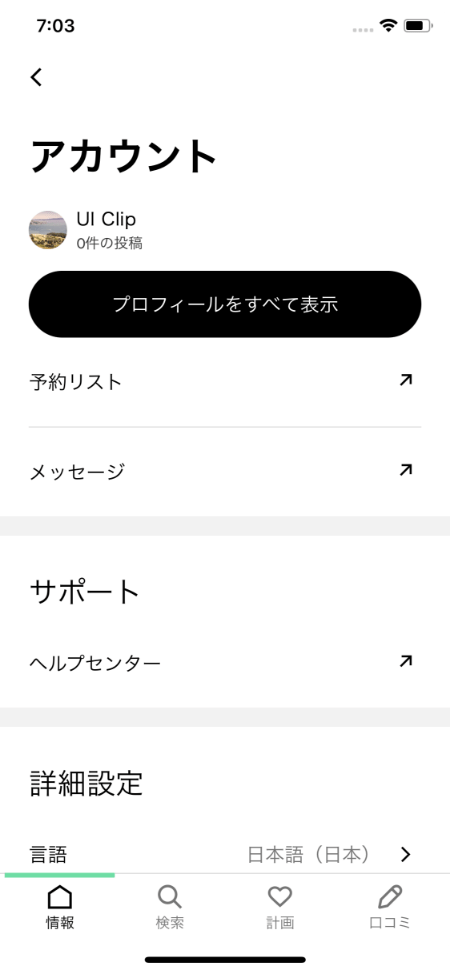 7:03
アカウント
UI Clip
0件の投稿
プロフィールをすべて表示
予約リスト
メッセージ
サポート
ヘルプセンター
詳細設定
言語 日本語（日本）
情報 検索 計画 口コミ